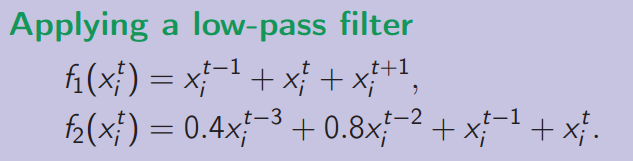 Applying a low-pass filter
f₁(xᵢᵗ) = xᵢᵗ⁻¹ + xᵢᵗ + xᵢᵗ⁺¹,
f₂(xᵢᵗ) = 0.4xᵢᵗ⁻³ + 0.8xᵢᵗ⁻² + xᵢᵗ⁻¹ + xᵢᵗ.